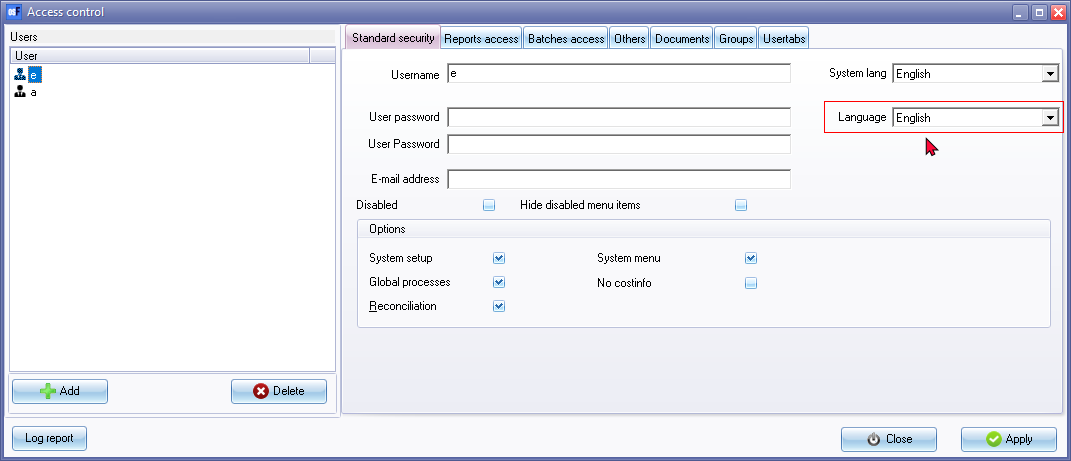 Access control
Users
User
e
a
Add
Delete
Log report
Standard security Reports access Batches access Others Documents Groups Usertabs
Username e
System lang English
User password
Language English
User Password
E-mail address
Disabled Hide disabled menu items
Options
System setup System menu
Global processes No costinfo
Reconciliation
Close Apply